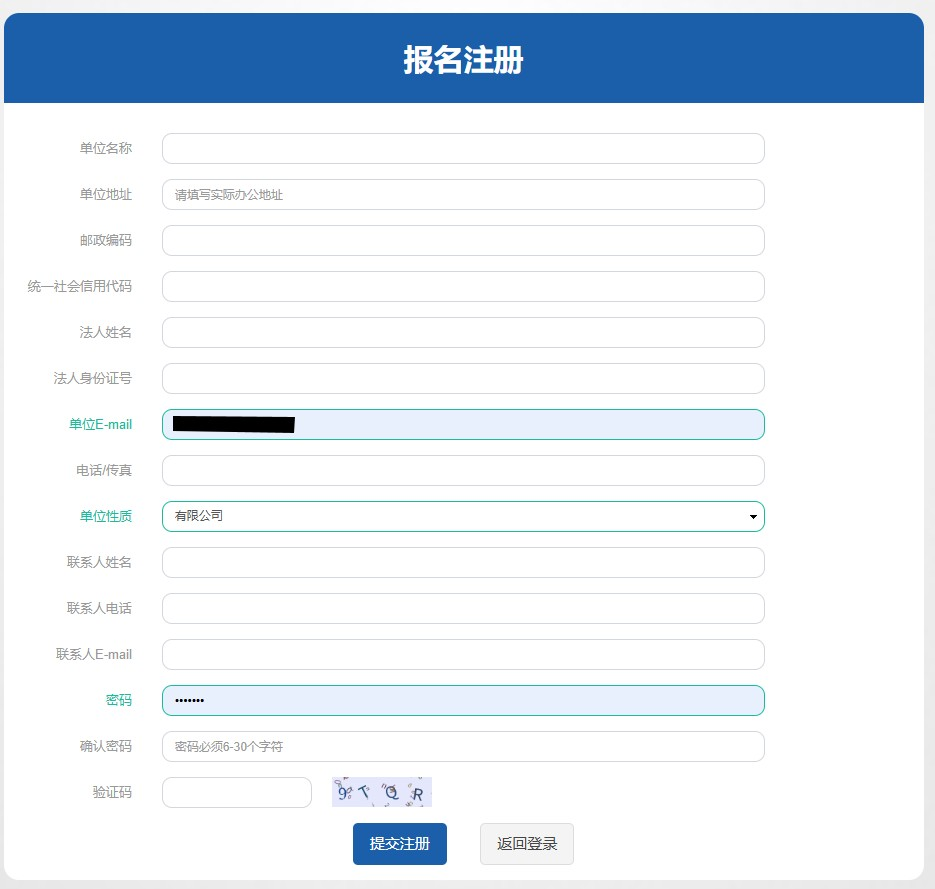 报名注册
单位名称
单位地址 请填写实际办公地址
邮政编码
统一社会信用代码
法人姓名
法人身份证号
单位E-mail
电话/传真
单位性质 有限公司
联系人姓名
联系人电话
联系人E-mail
密码 •••••••
确认密码 密码必须6-30个字符
验证码 9TQR
提交注册 返回登录